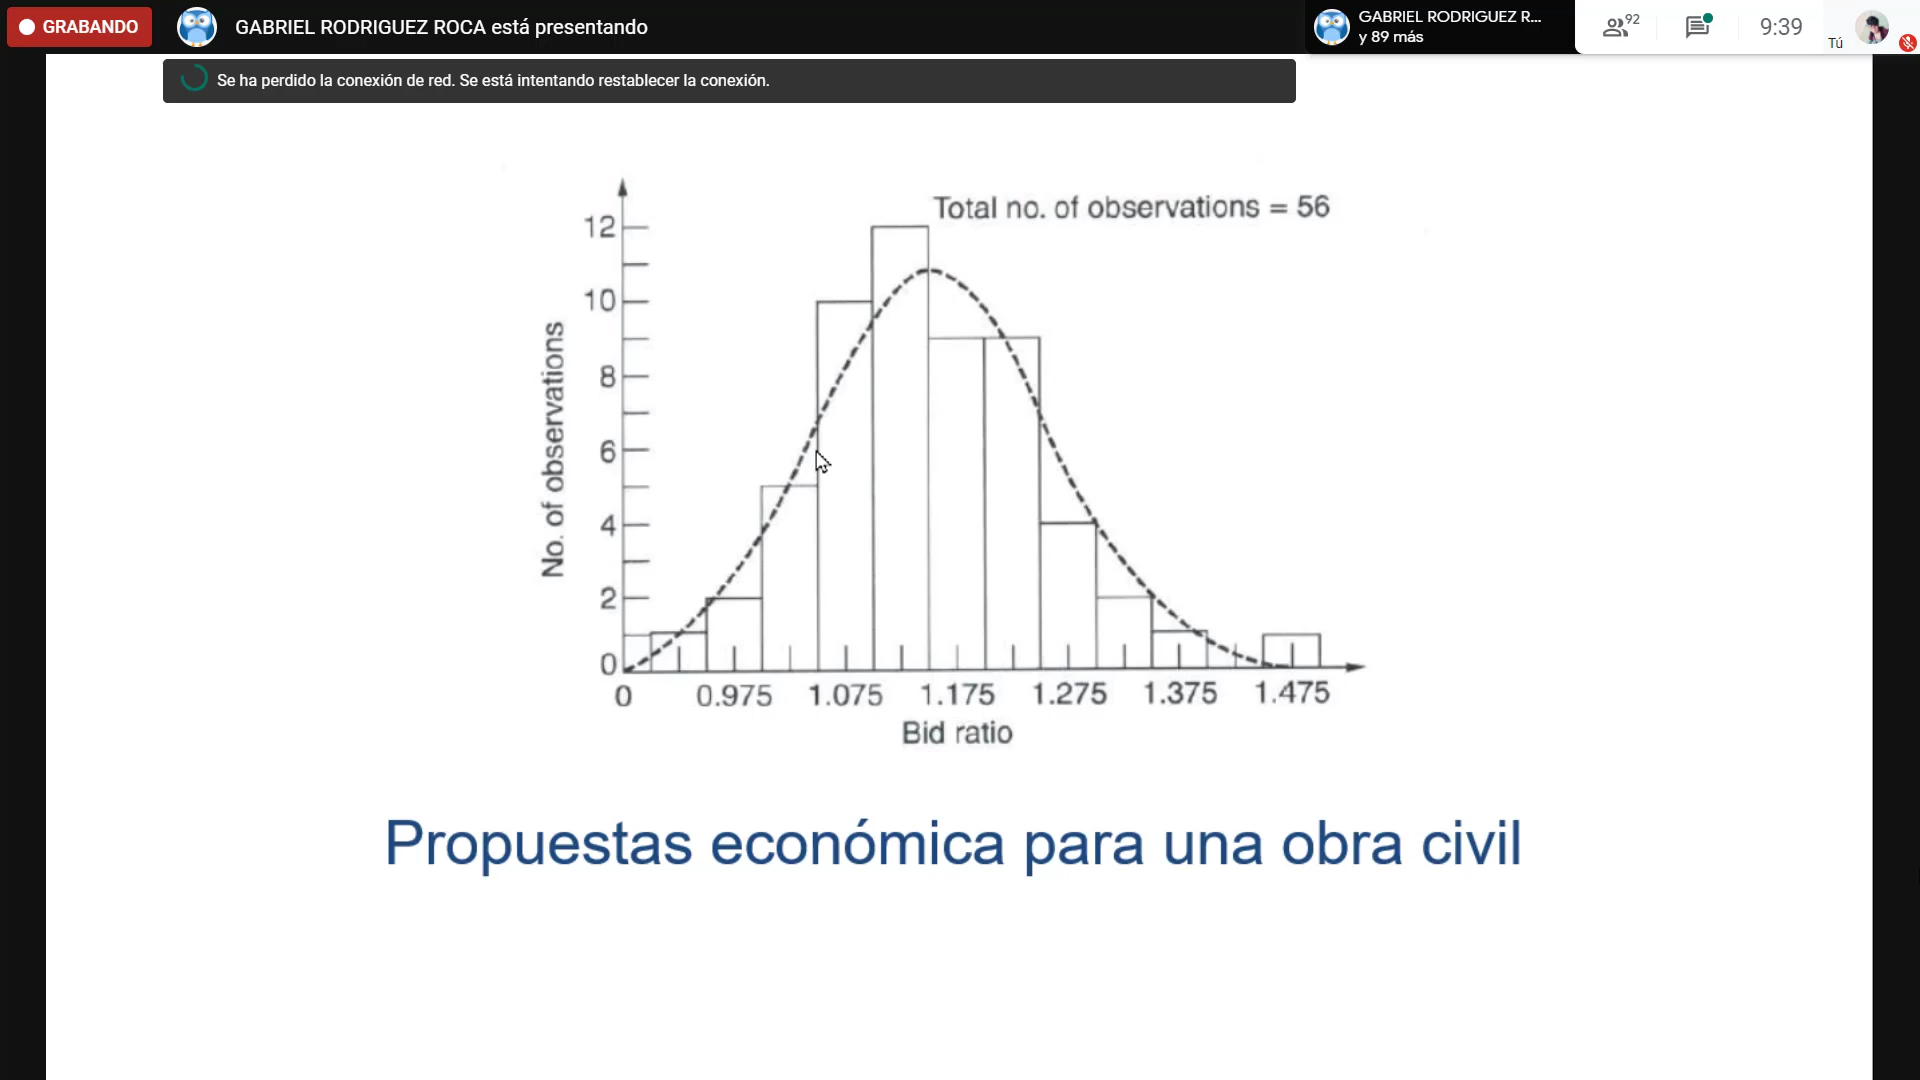 GRABANDO
GABRIEL RODRIGUEZ ROCA está presentando
GABRIEL RODRIGUEZ R...
y 89 más
92
9:39
Tú
Se ha perdido la conexión de red. Se está intentando restablecer la conexión.
Total no. of observations = 56
12
10
8
6
4
2
0
No. of observations
0 0.975 1.075 1.175 1.275 1.375 1.475
Bid ratio
Propuestas económica para una obra civil